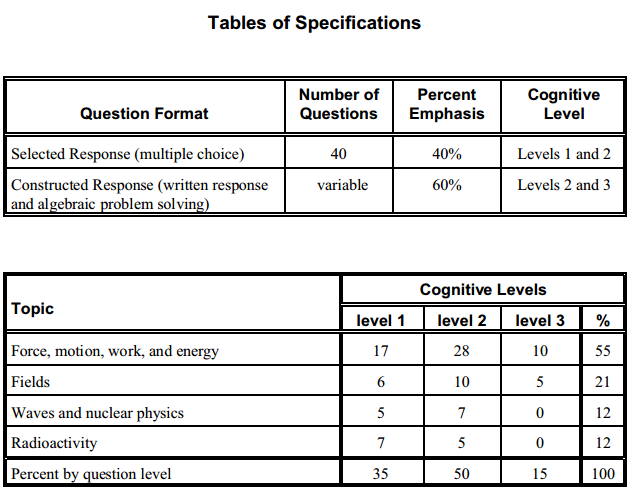 Tables of Specifications
Question Format Number of Questions Percent Emphasis Cognitive Level
Selected Response (multiple choice) 40 40% Levels 1 and 2
Constructed Response (written response and algebraic problem solving) variable 60% Levels 2 and 3
Topic Cognitive Levels
level 1 level 2 level 3 %
Force, motion, work, and energy 17 28 10 55
Fields 6 10 5 21
Waves and nuclear physics 5 7 0 12
Radioactivity 7 5 0 12
Percent by question level 35 50 15 100